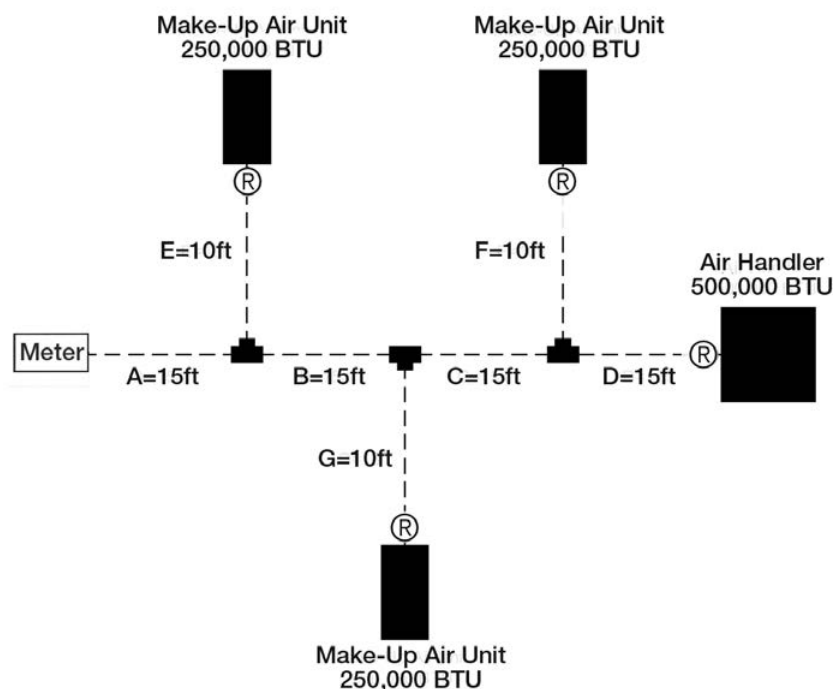 Make-Up Air Unit
250,000 BTU
Make-Up Air Unit
250,000 BTU
R
R
E=10ft
F=10ft
Air Handler
500,000 BTU
Meter
R
A=15ft
B=15ft
C=15ft
D=15ft
G=10ft
R
Make-Up Air Unit
250,000 BTU